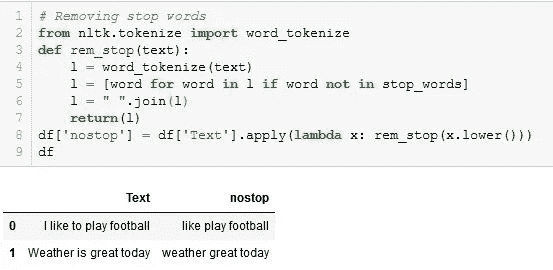 1 # Removing stop words
2 from nltk.tokenize import word_tokenize
3 def rem_stop(text):
4     l = word_tokenize(text)
5     l = [word for word in l if word not in stop_words]
6     l = " ".join(l)
7     return(l)
8 df['nostop'] = df['Text'].apply(lambda x: rem_stop(x.lower()))
9 df
Text nostop
0 I like to play football like play football
1 Weather is great today weather great today